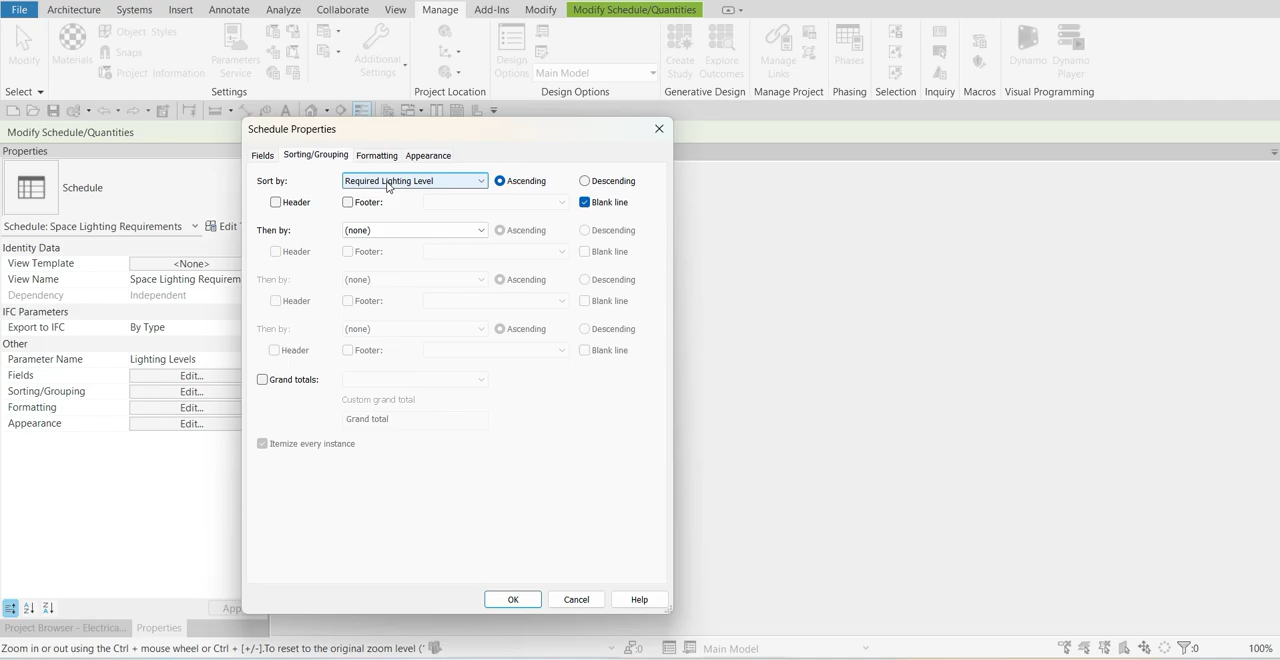 File Architecture Systems Insert Annotate Analyze Collaborate View Manage Add-Ins Modify Modify Schedule/Quantities
Modify Materials Object Styles Snaps Project Information Parameters Service Additional Settings Design Options Main Model Create Study Explore Outcomes Manage Links Phases Dynamo Dynamo Player
Select Settings Project Location Design Options Generative Design Manage Project Phasing Selection Inquiry Macros Visual Programming
Modify Schedule/Quantities
Properties
Schedule
Schedule: Space Lighting Requirements Edit
Identity Data
View Template <None>
View Name Space Lighting Requirem
Dependency Independent
IFC Parameters
Export to IFC By Type
Other
Parameter Name Lighting Levels
Fields Edit...
Sorting/Grouping Edit...
Formatting Edit...
Appearance Edit...
App
Project Browser - Electrica... Properties
Schedule Properties
Fields Sorting/Grouping Formatting Appearance
Sort by: Required Lighting Level Ascending Descending
Header Footer: Blank line
Then by: (none) Ascending Descending
Header Footer: Blank line
Then by: (none) Ascending Descending
Header Footer: Blank line
Then by: (none) Ascending Descending
Header Footer: Blank line
Grand totals:
Custom grand total
Grand total
Itemize every instance
OK Cancel Help
Zoom in or out using the Ctrl + mouse wheel or Ctrl + [+/-].To reset to the original zoom level (' :0 Main Model :0 100%